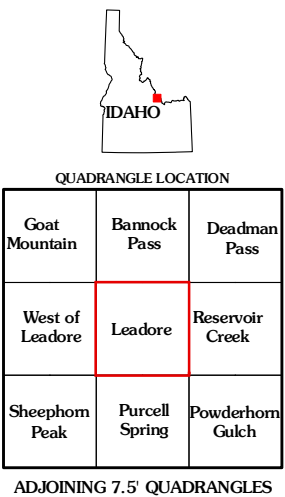 IDAHO
QUADRANGLE LOCATION
Goat
Mountain
Bannock
Pass
Deadman
Pass
West of
Leadore
Leadore
Reservoir
Creek
Sheephorn
Peak
Purcell
Spring
Powderhorn
Gulch
ADJOINING 7.5' QUADRANGLES